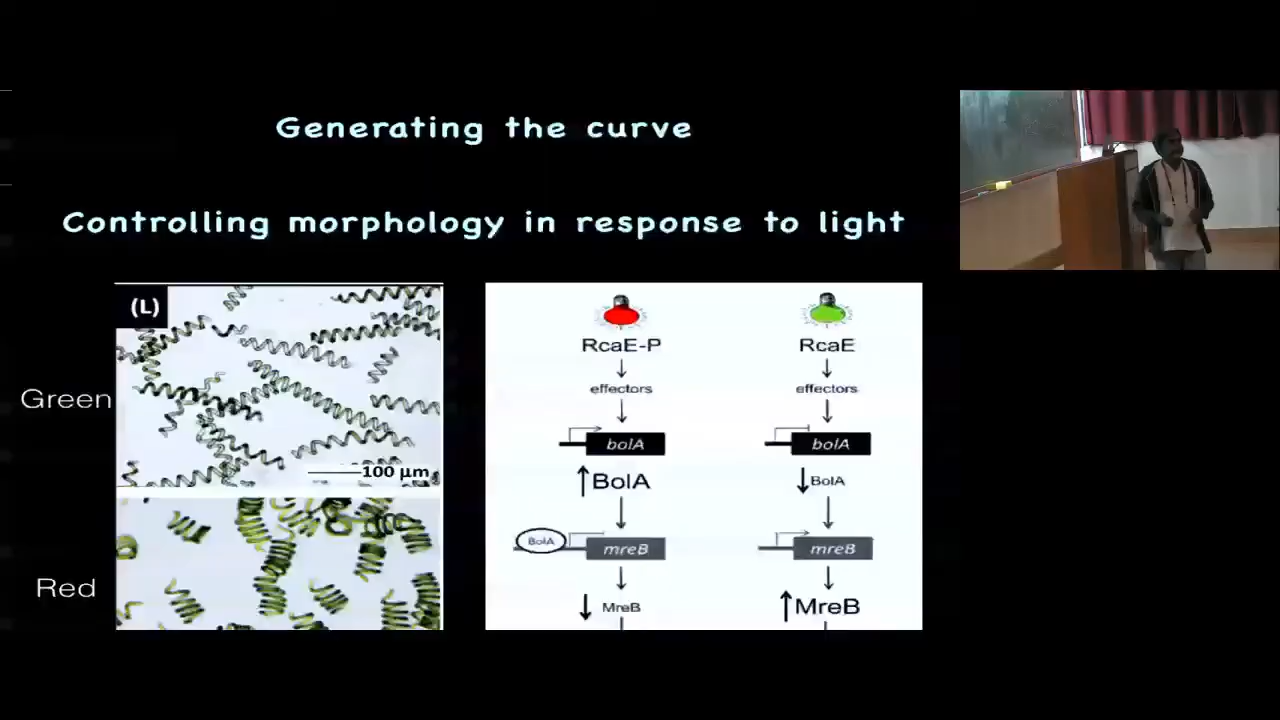 Generating the curve
Controlling morphology in response to light
(L)
Green
100 μm
Red
RcaE-P
effectors
bolA
BolA
BolA
mreB
MreB
RcaE
effectors
bolA
BolA
mreB
MreB